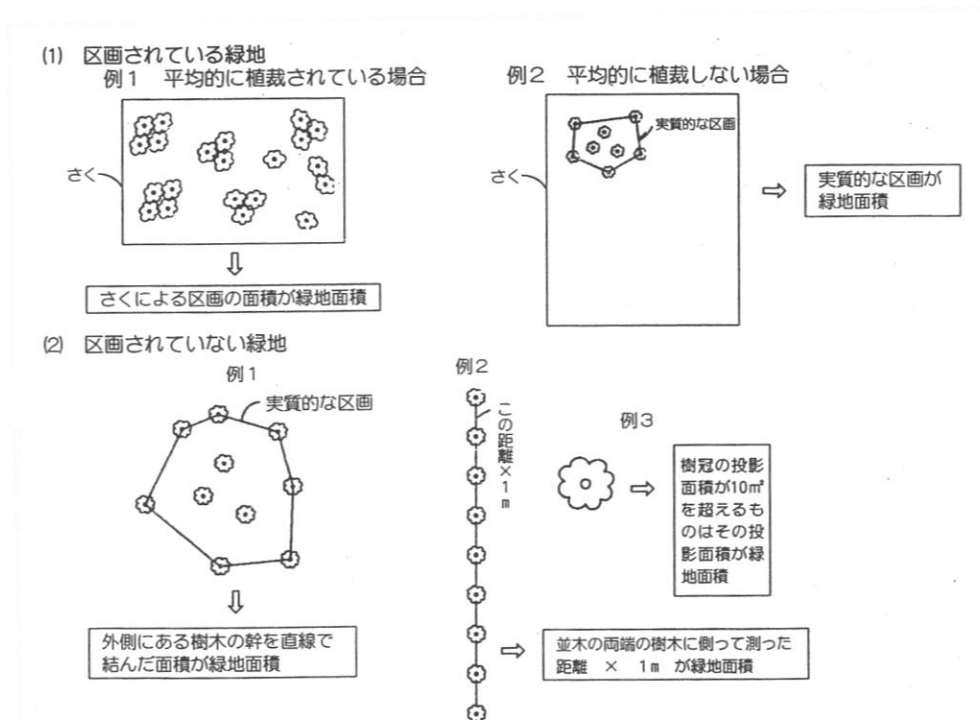 (1) 区画されている緑地
例1 平均的に植裁されている場合
さく
さくによる区画の面積が緑地面積
例2 平均的に植裁しない場合
実質的な区画
さく
実質的な区画が
緑地面積
(2) 区画されていない緑地
例1
実質的な区画
外側にある樹木の幹を直線で
結んだ面積が緑地面積
例2
この距離×1m
並木の両端の樹木に側って測った
距離 × 1m が緑地面積
例3
樹冠の投影
面積が10㎡
を超えるも
のはその投
影面積が緑
地面積